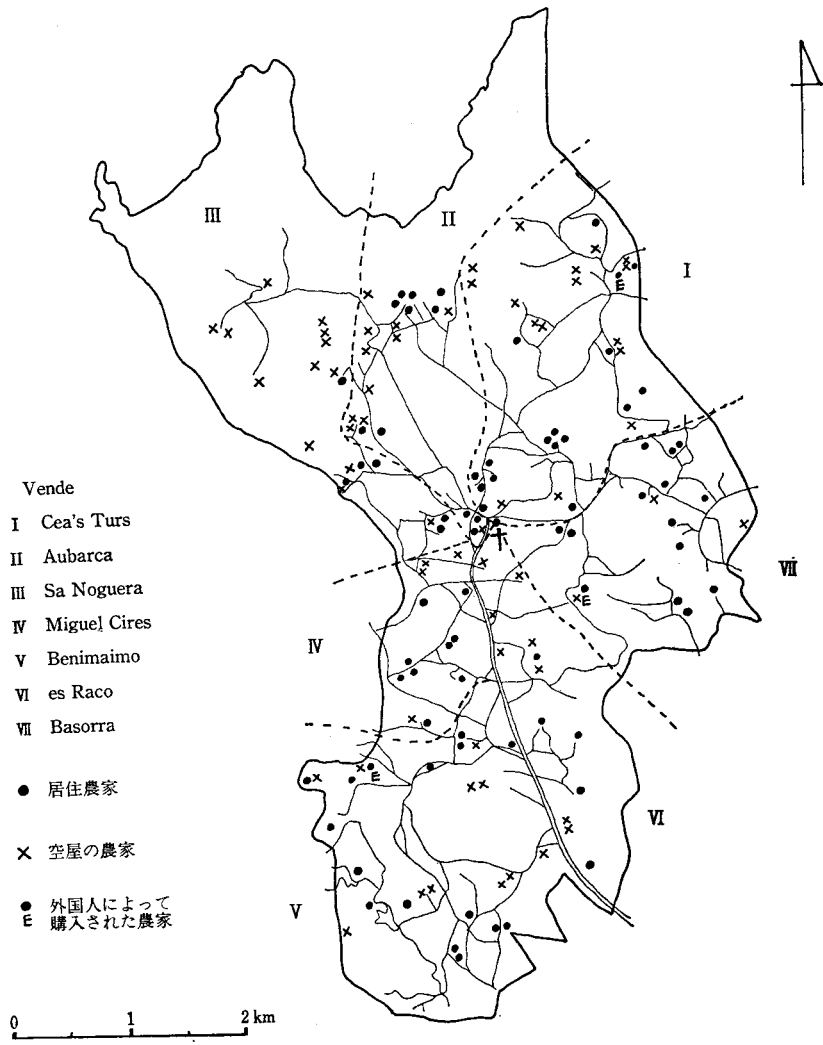 III
II
I
VII
IV
VI
V
E
E
E
Vende
I Cea's Turs
II Aubarca
III Sa Noguera
IV Miguel Cires
V Benimaimo
VI es Raco
VII Basorra
● 居住農家
× 空屋の農家
● 外国人によって
E 購入された農家
0 1 2 km